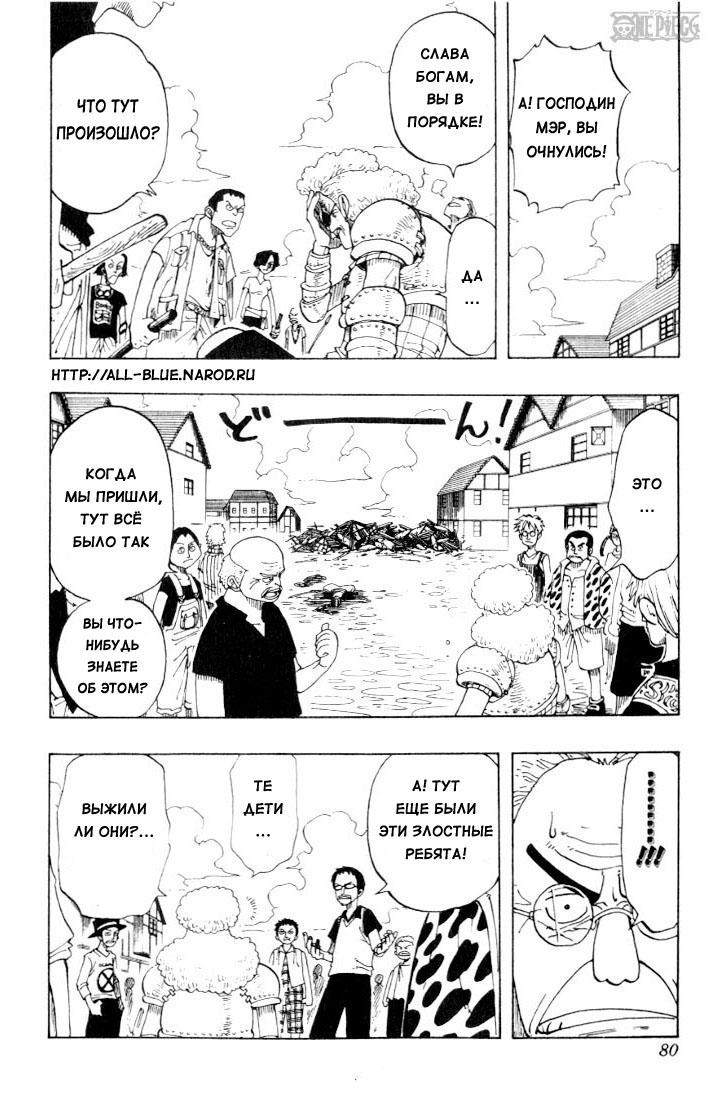 ONE PIECE
А! ГОСПОДИН
МЭР, ВЫ
ОЧНУЛИСЬ!
СЛАВА
БОГАМ,
ВЫ В
ПОРЯДКЕ!
ЧТО ТУТ
ПРОИЗОШЛО?
ДА
...
HTTP://ALL-BLUE.NAROD.RU
どーん!
ЭТО
...
КОГДА
МЫ ПРИШЛИ,
ТУТ ВСЁ
БЫЛО ТАК
ВЫ ЧТО-
НИБУДЬ
ЗНАЕТЕ
ОБ ЭТОМ?
..........!!!
А! ТУТ
ЕЩЕ БЫЛИ
ЭТИ ЗЛОСТНЫЕ
РЕБЯТА!
ТЕ
ДЕТИ
...
ВЫЖИЛИ
ЛИ ОНИ?...
80